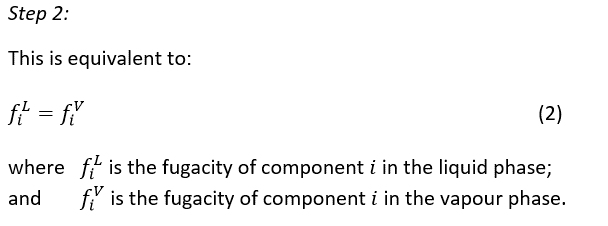 Step 2:
This is equivalent to:
$f_i^L = f_i^V$ (2)
where $f_i^L$ is the fugacity of component $i$ in the liquid phase;
and $f_i^V$ is the fugacity of component $i$ in the vapour phase.